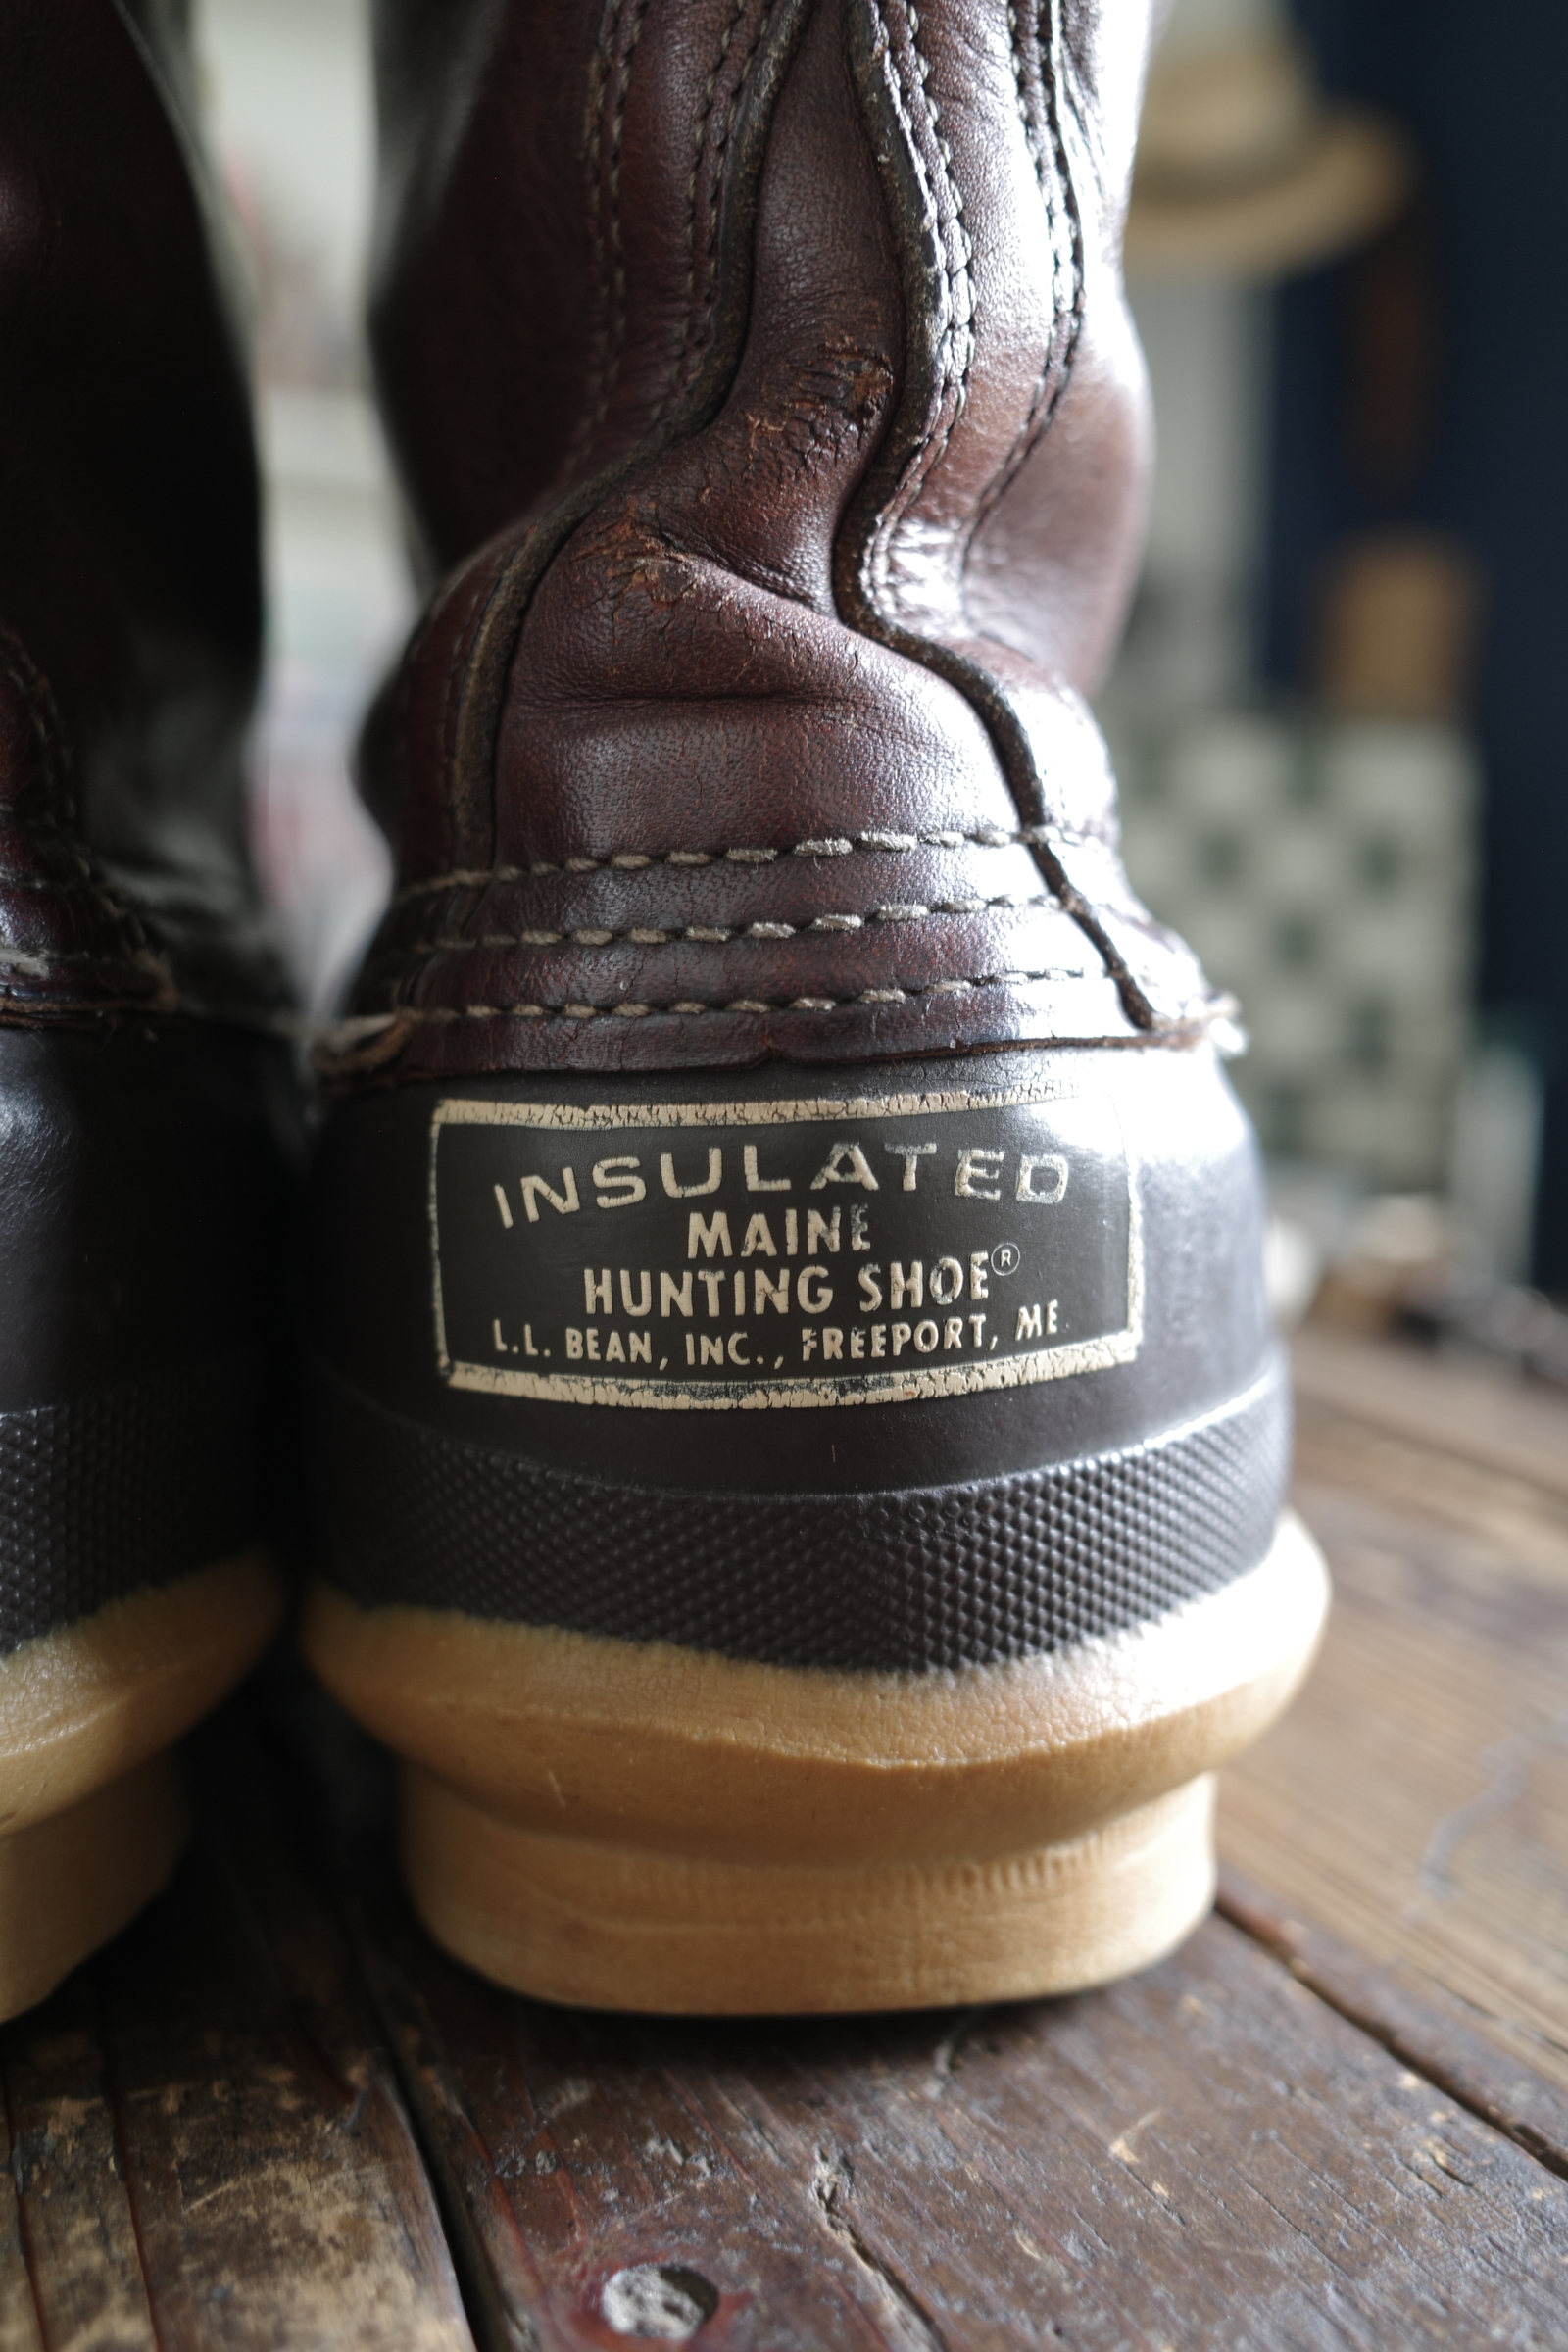 INSULATED
MAINE
HUNTING SHOE®
L.L. BEAN, INC., FREEPORT, ME.